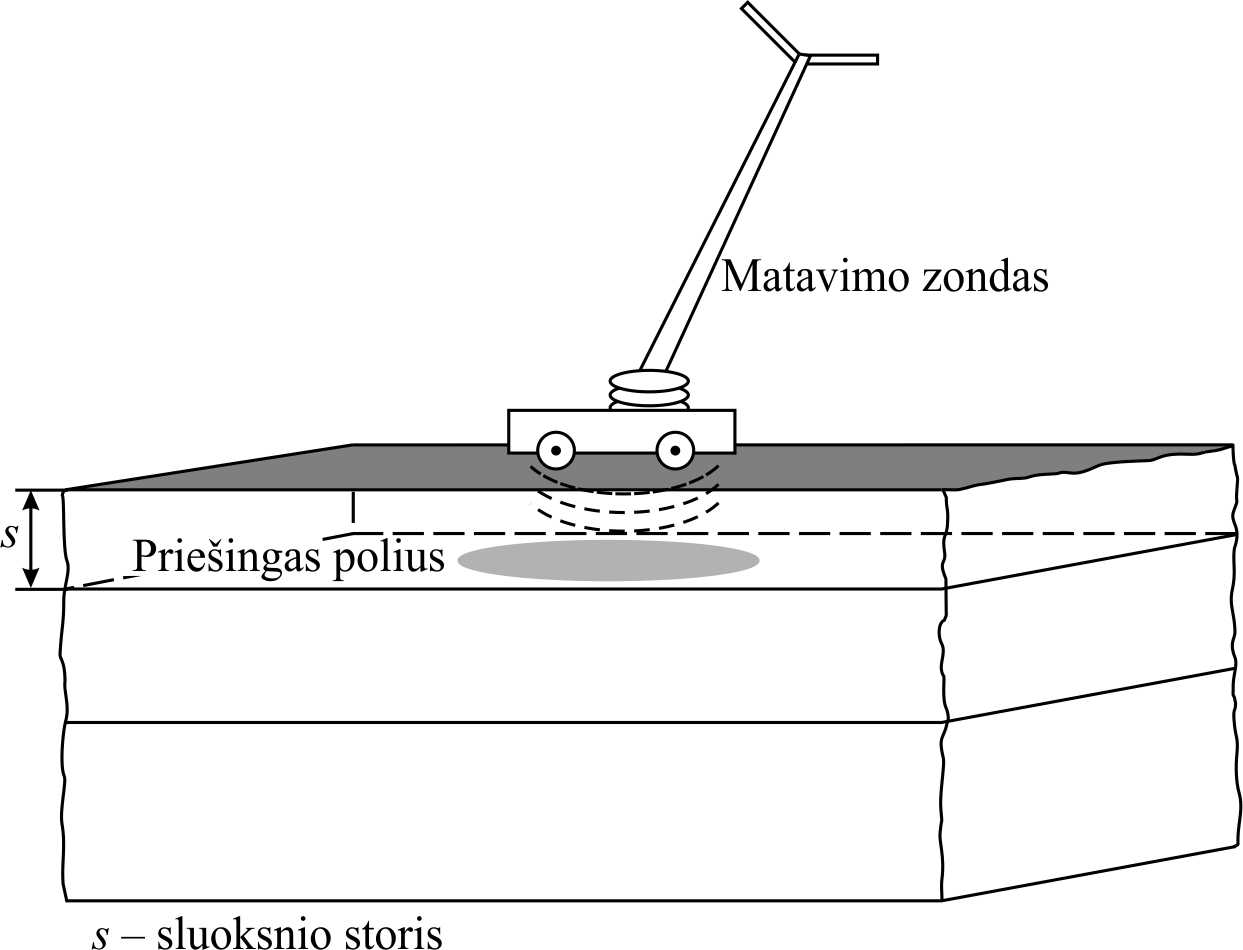 Matavimo zondas
s
Priešingas polius
s – sluoksnio storis